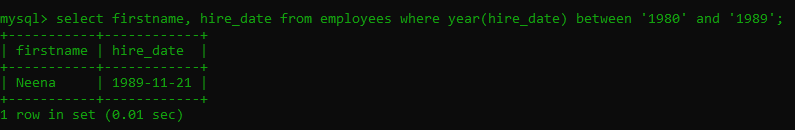 mysql> select firstname, hire_date from employees where year(hire_date) between '1980' and '1989';
+-----------+------------+
| firstname | hire_date  |
+-----------+------------+
| Neena     | 1989-11-21 |
+-----------+------------+
1 row in set (0.01 sec)